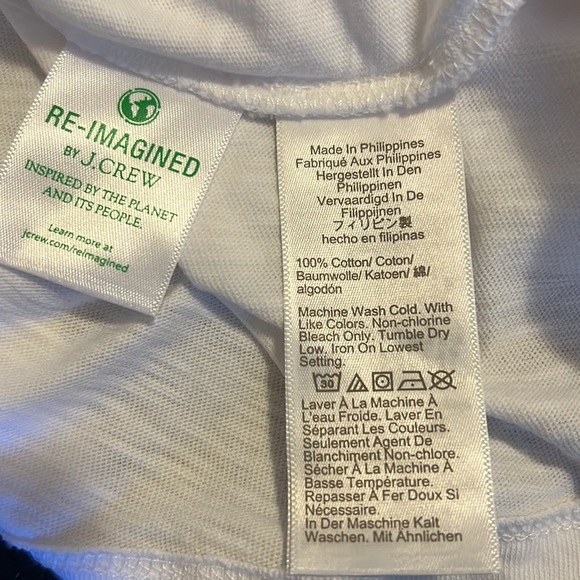 RE-IMAGINED
BY J.CREW
INSPIRED BY THE PLANET
AND ITS PEOPLE.
Learn more at
jcrew.com/reimagined
Made In Philippines
Fabriqué Aux Philippines
Hergestellt In Den
Philippinen
Vervaardigd In De
Filippijnen
フィリピン製
hecho en filipinas
100% Cotton/ Coton/
Baumwolle/ Katoen/ 綿/
algodón
Machine Wash Cold. With
Like Colors. Non-chlorine
Bleach Only. Tumble Dry
Low. Iron On Lowest
Setting.
30
Laver À La Machine À
L'eau Froide. Laver En
Séparant Les Couleurs.
Seulement Agent De
Blanchiment Non-chlore.
Sécher À La Machine À
Basse Température.
Repasser À Fer Doux Si
Nécessaire.
In Der Maschine Kalt
Waschen. Mit Ähnlichen